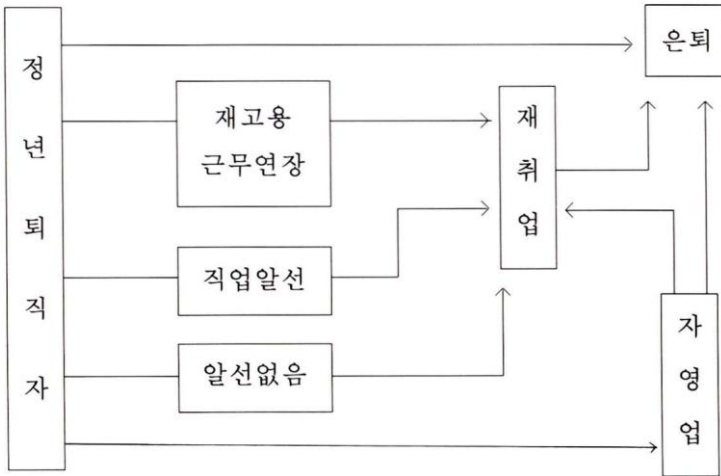 정년퇴직자
은퇴
재고용
근무연장
재취업
직업알선
알선없음
자영업